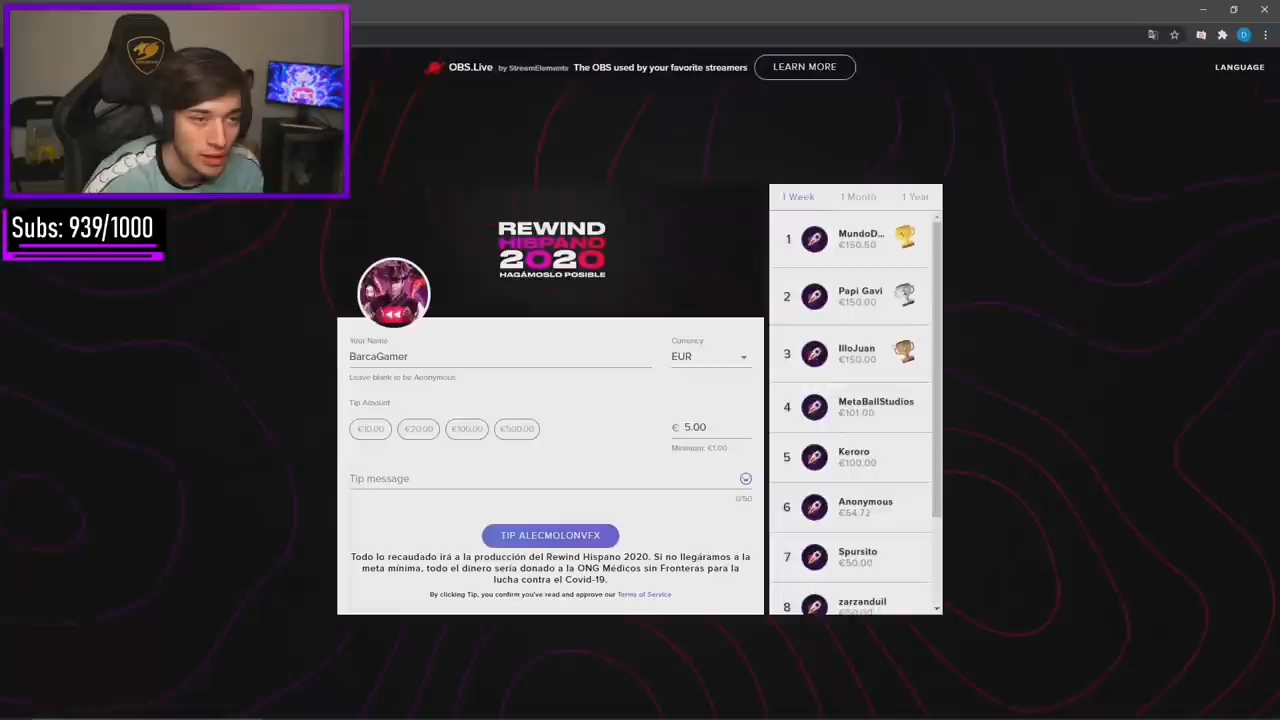 OBS.Live by StreamElements The OBS used by your favorite streamers LEARN MORE
LANGUAGE
D
Subs: 939/1000
REWIND
HISPANO
2020
HAGÁMOSLO POSIBLE
Your Name
BarcaGamer
Leave blank to be Anonymous
Currency
EUR
Tip Amount
€10.00 €20.00 €100.00 €500.00
€ 5.00
Minimum: €1.00
Tip message
0/50
TIP ALECMOLONVFX
Todo lo recaudado irá a la producción del Rewind Hispano 2020. Si no llegáramos a la
meta mínima, todo el dinero sería donado a la ONG Médicos sin Fronteras para la
lucha contra el Covid-19.
By clicking Tip, you confirm you've read and approve our Terms of Service
1 Week 1 Month 1 Year
1 MundoD...
€150.50
2 Papi Gavi
€150.00
3 IlloJuan
€150.00
4 MetaBallStudios
€101.00
5 Keroro
€100.00
6 Anonymous
€64.72
7 Spursito
€50.00
8 zarzanduil
€50.00